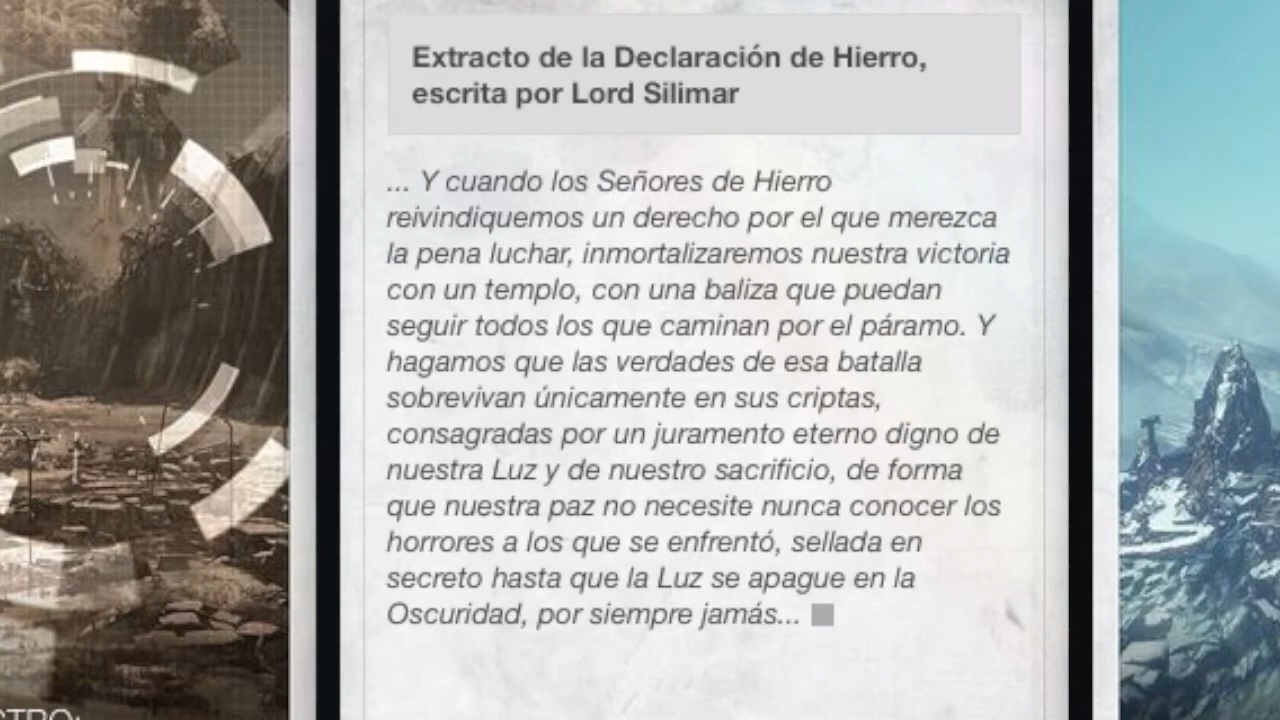 Extracto de la Declaración de Hierro,
escrita por Lord Silimar
... Y cuando los Señores de Hierro
reivindiquemos un derecho por el que merezca
la pena luchar, inmortalizaremos nuestra victoria
con un templo, con una baliza que puedan
seguir todos los que caminan por el páramo. Y
hagamos que las verdades de esa batalla
sobrevivan únicamente en sus criptas,
consagradas por un juramento eterno digno de
nuestra Luz y de nuestro sacrificio, de forma
que nuestra paz no necesite nunca conocer los
horrores a los que se enfrentó, sellada en
secreto hasta que la Luz se apague en la
Oscuridad, por siempre jamás...